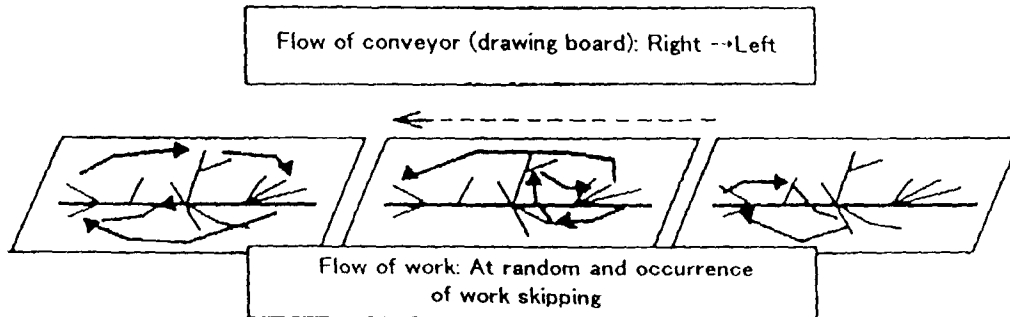 Flow of conveyor (drawing board): Right --→Left
Flow of work: At random and occurrence
of work skipping